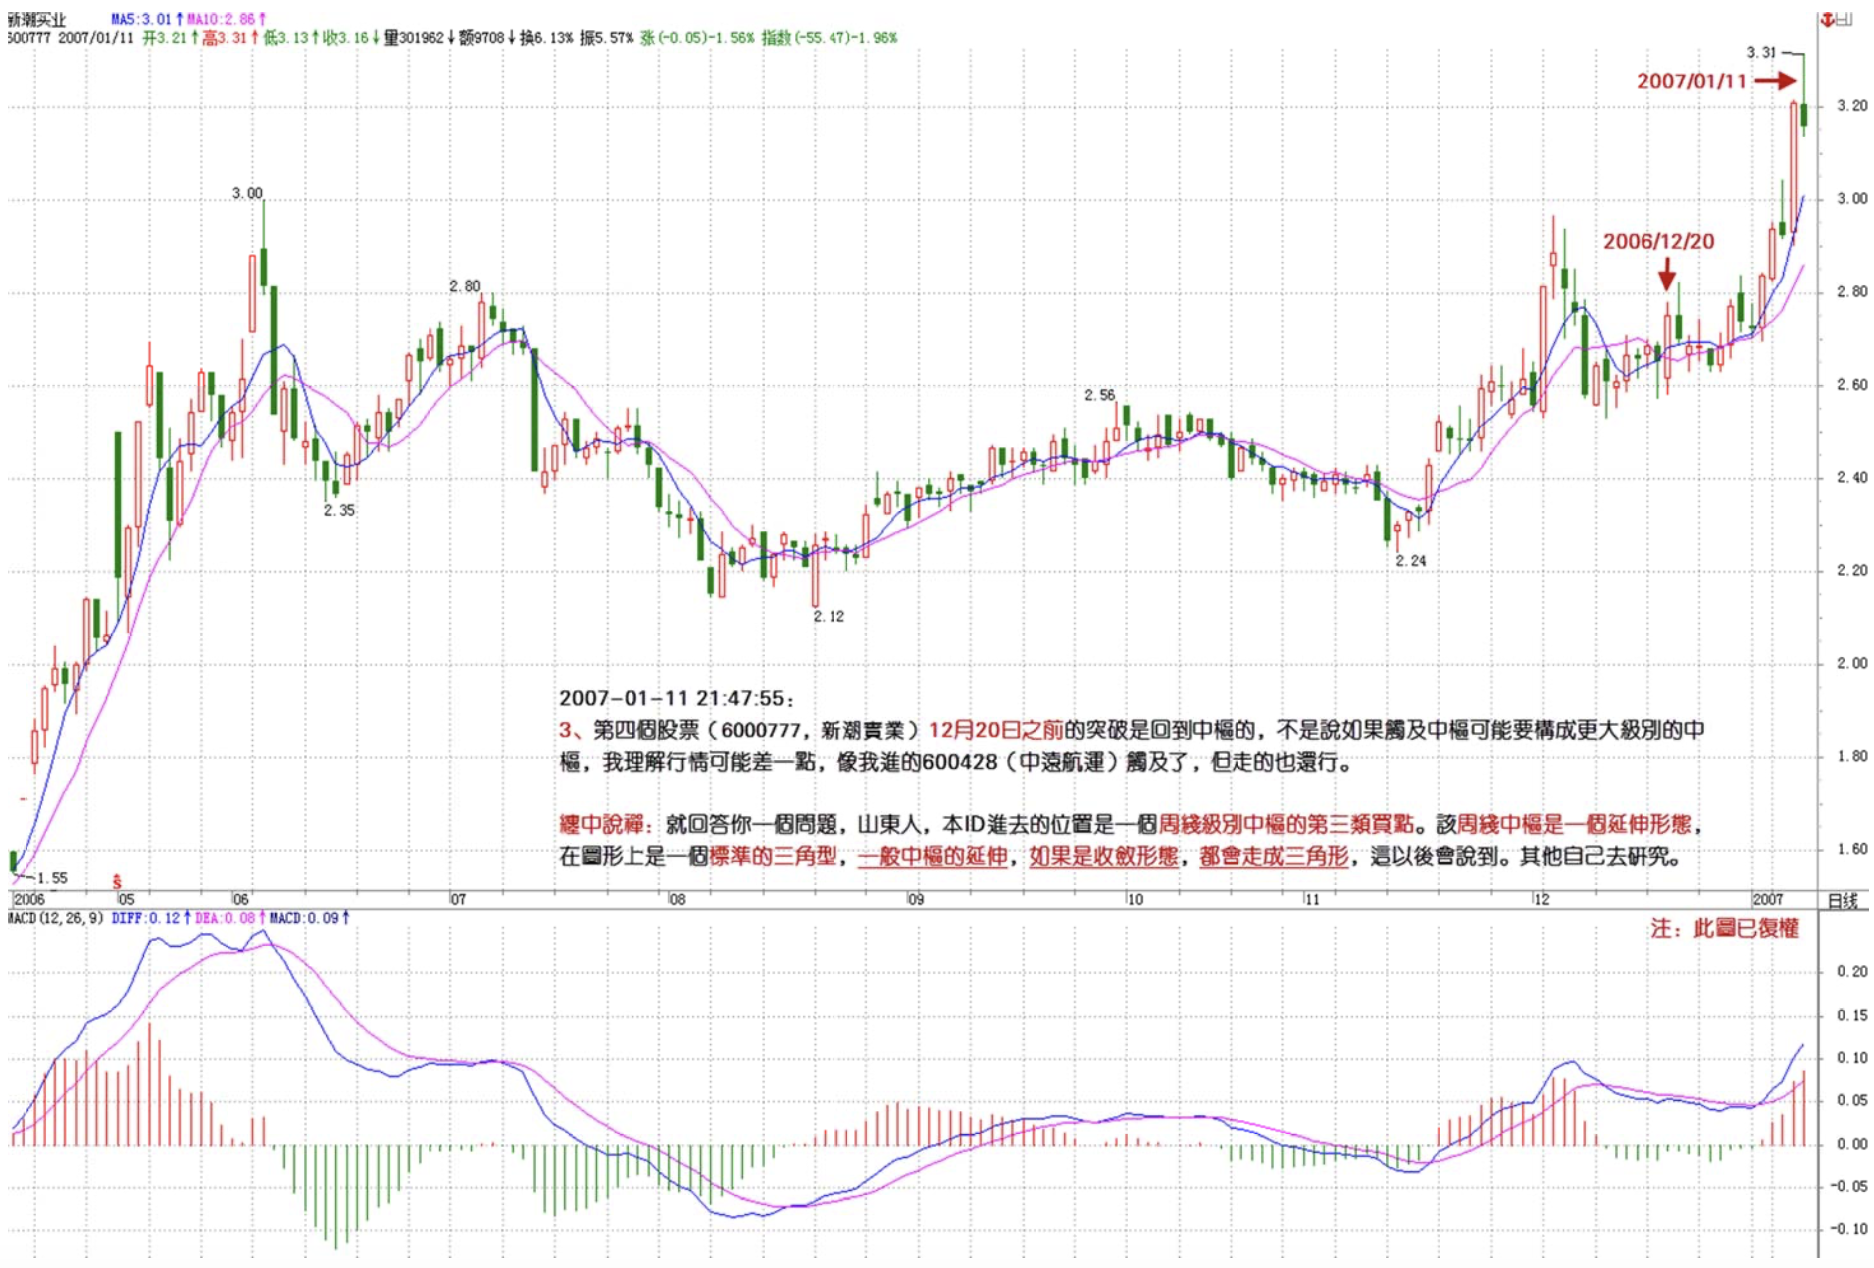 新潮实业 MA5:3.01↑MA10:2.86↑
600777 2007/01/11 开3.21↑高3.31↑低3.13↑收3.16↓量301962↓额9708↓换6.13% 振5.57% 涨(-0.05)-1.56% 指数(-55.47)-1.96%
3.31
2007/01/11
3.20
3.00
3.00
2006/12/20
2.80
2.80
2.60
2.56
2.40
2.35
2.24
2.20
2.12
2.00
2007-01-11 21:47:55：
3、第四個股票（6000777，新潮實業）12月20日之前的突破是回到中樞的，不是說如果觸及中樞可能要構成更大級別的中
樞，我理解行情可能差一點，像我進的600428（中遠航運）觸及了，但走的也還行。
1.80
纏中說禪：就回答你一個問題，山東人，本ID進去的位置是一個周綫級別中樞的第三類買點。該周綫中樞是一個延伸形態，
在圖形上是一個標準的三角型，一般中樞的延伸，如果是收斂形態，都會走成三角形，這以後會說到。其他自己去研究。
1.60
1.55
S
2006 05 06 07 08 09 10 11 12 2007 日线
MACD(12,26,9) DIFF:0.12↑DEA:0.08↑MACD:0.09↑
注：此圖已復權
0.20
0.15
0.10
0.05
0.00
-0.05
-0.10